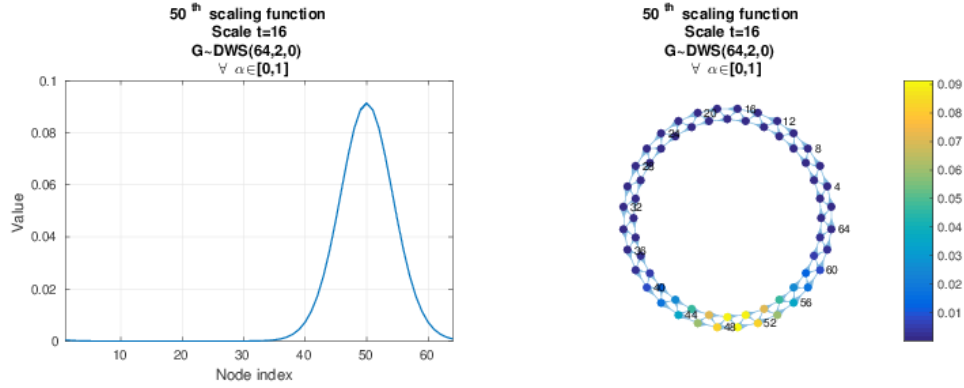 50 th scaling function
Scale t=16
G~DWS(64,2,0)
∀ α∈[0,1]
0.1
0.08
0.06
0.04
0.02
0
Value
10 20 30 40 50 60
Node index
50 th scaling function
Scale t=16
G~DWS(64,2,0)
∀ α∈[0,1]
20 16
24 12
28 8
4
32
64
36
60
40
56
44 48 52
0.09
0.08
0.07
0.06
0.05
0.04
0.03
0.02
0.01